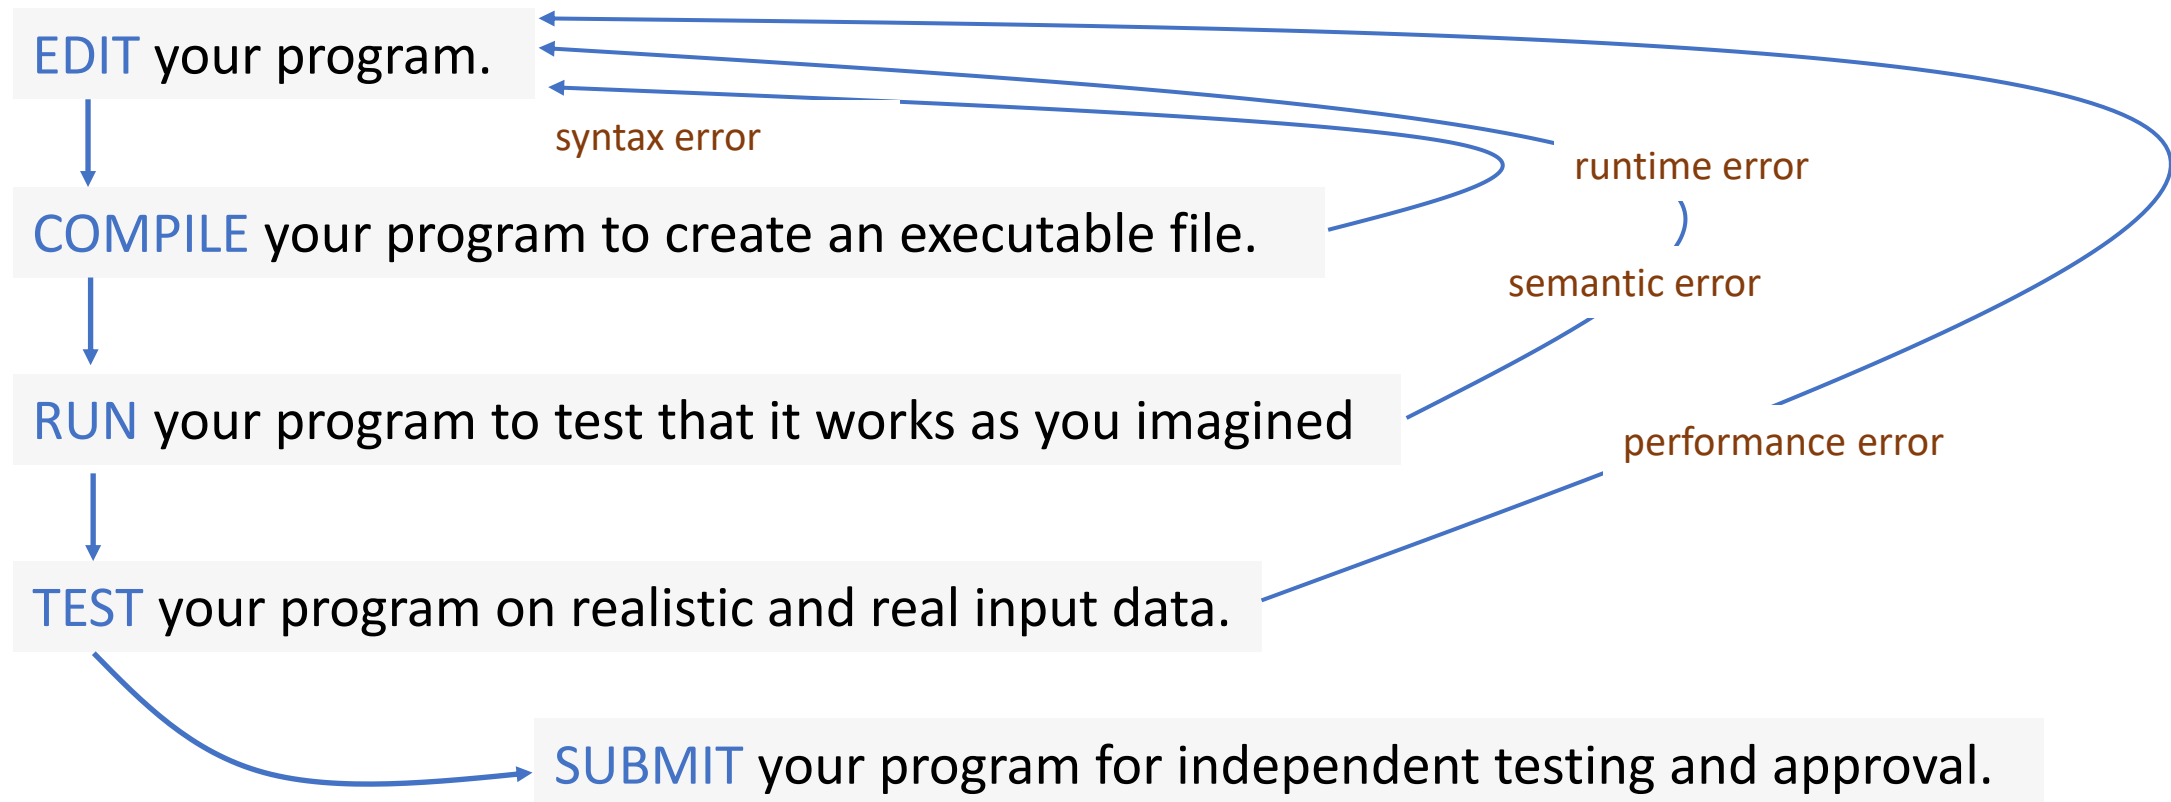 EDIT your program.
syntax error
runtime error
COMPILE your program to create an executable file.
semantic error
RUN your program to test that it works as you imagined
performance error
TEST your program on realistic and real input data.
SUBMIT your program for independent testing and approval.